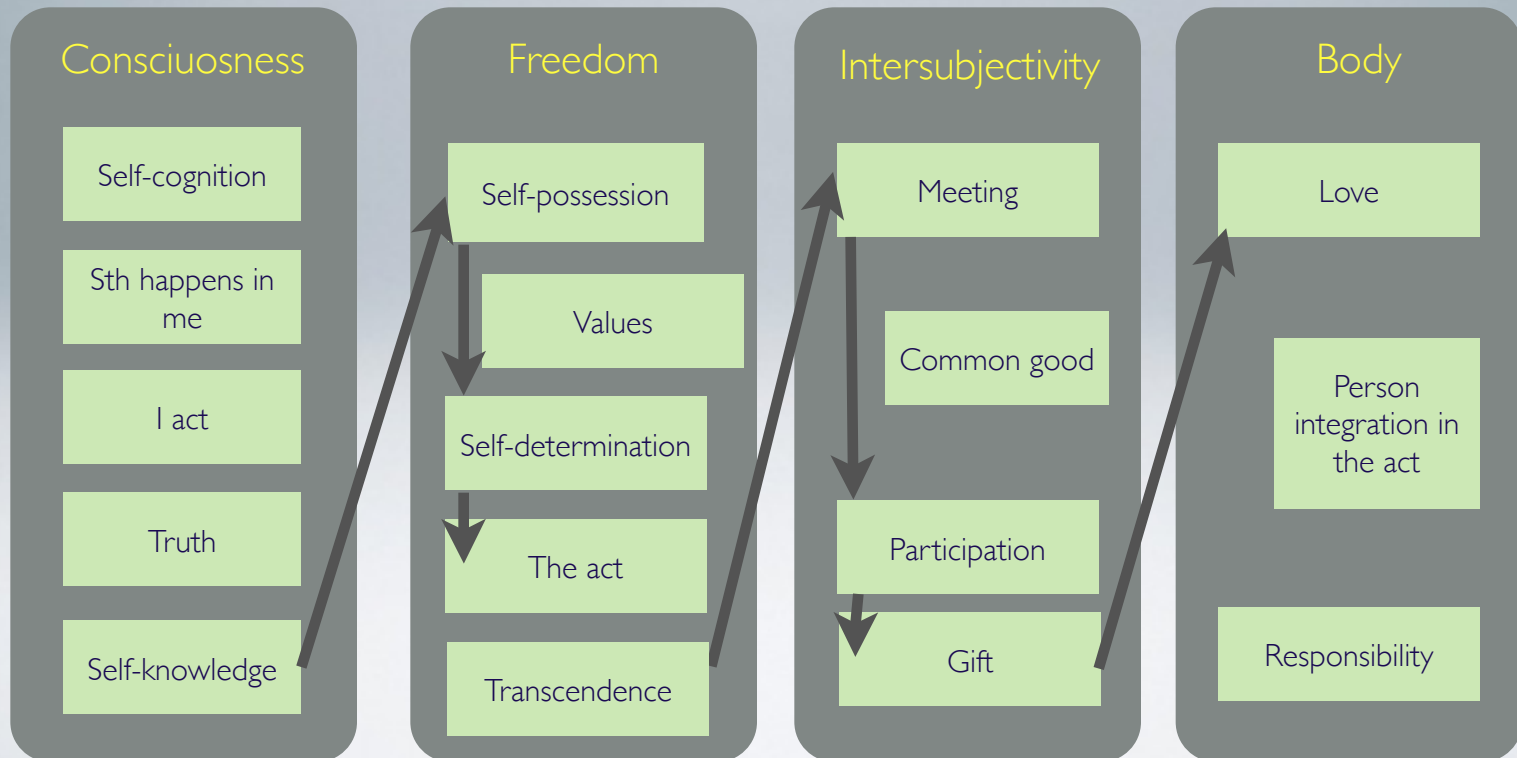 Consciuosness
Self-cognition
Sth happens in
me
I act
Truth
Self-knowledge
Freedom
Self-possession
Values
Self-determination
The act
Transcendence
Intersubjectivity
Meeting
Common good
Participation
Gift
Body
Love
Person
integration in
the act
Responsibility